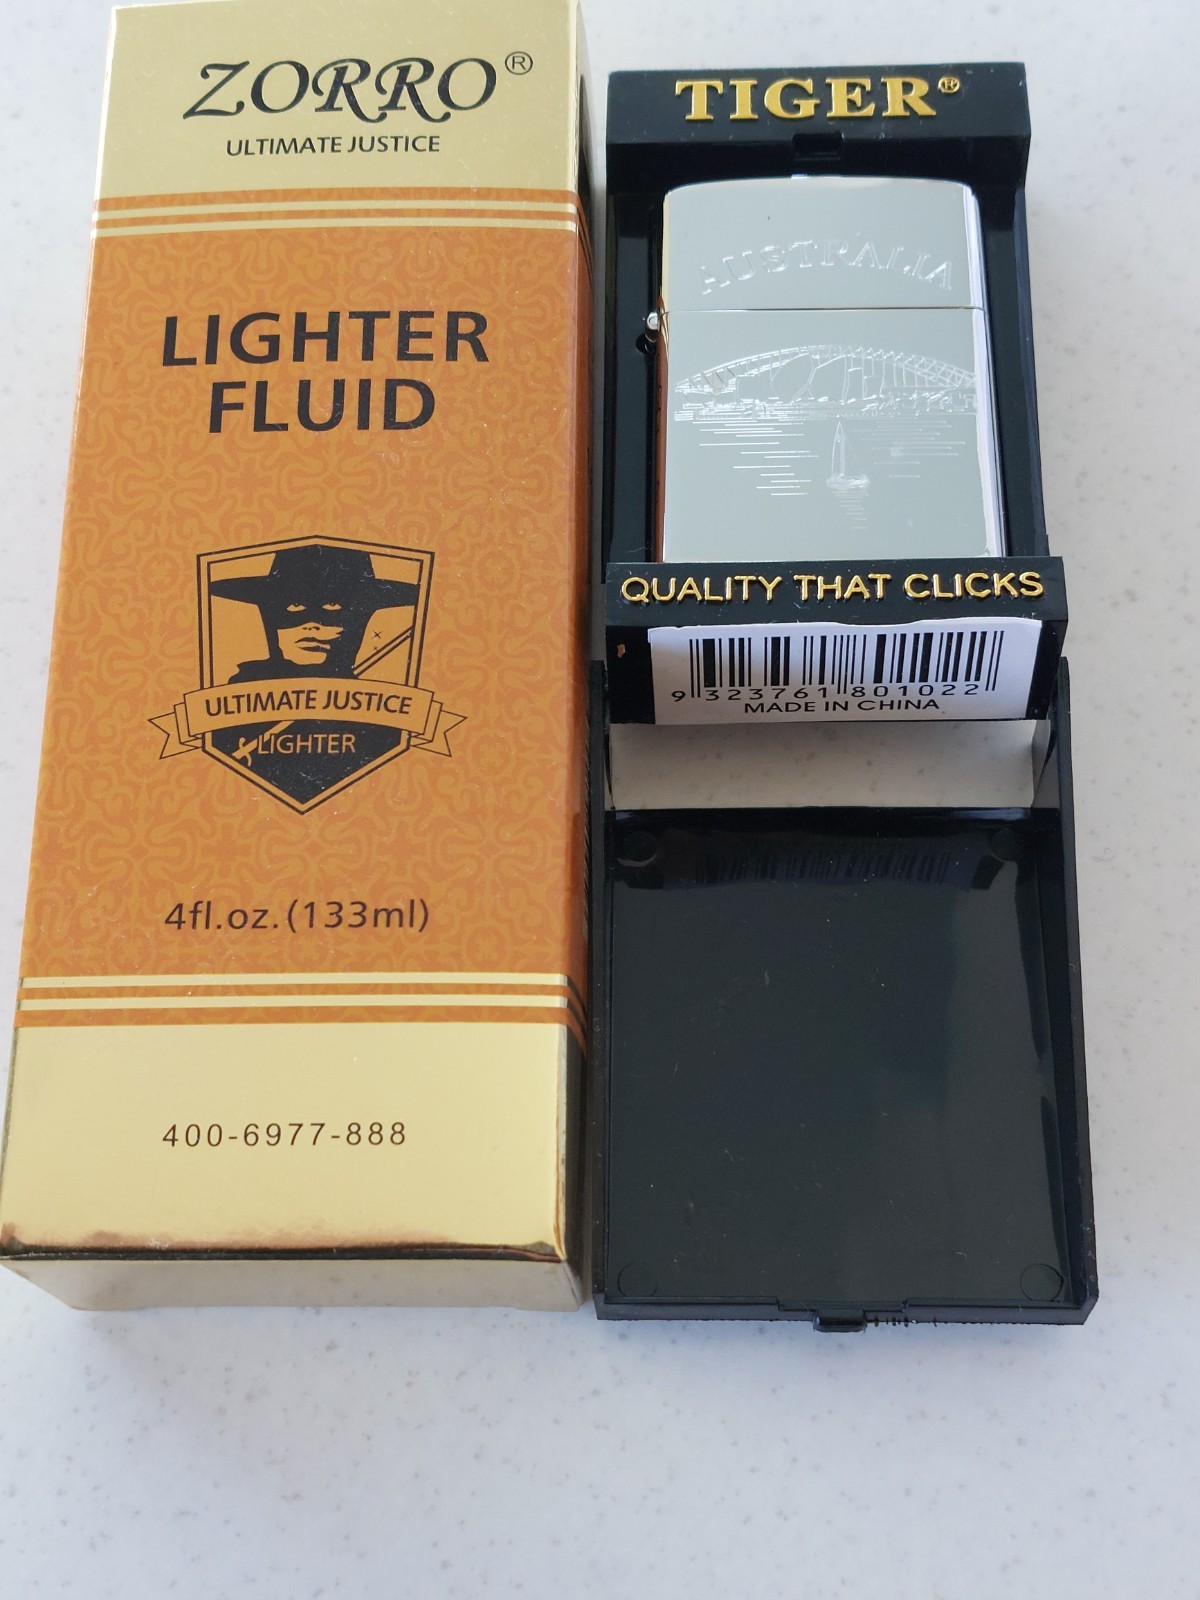 ZORRO®
ULTIMATE JUSTICE
LIGHTER
FLUID
ULTIMATE JUSTICE
LIGHTER
4fl.oz.(133ml)
400-6977-888
TIGER®
AUSTRALIA
QUALITY THAT CLICKS
9 323761 801022
MADE IN CHINA